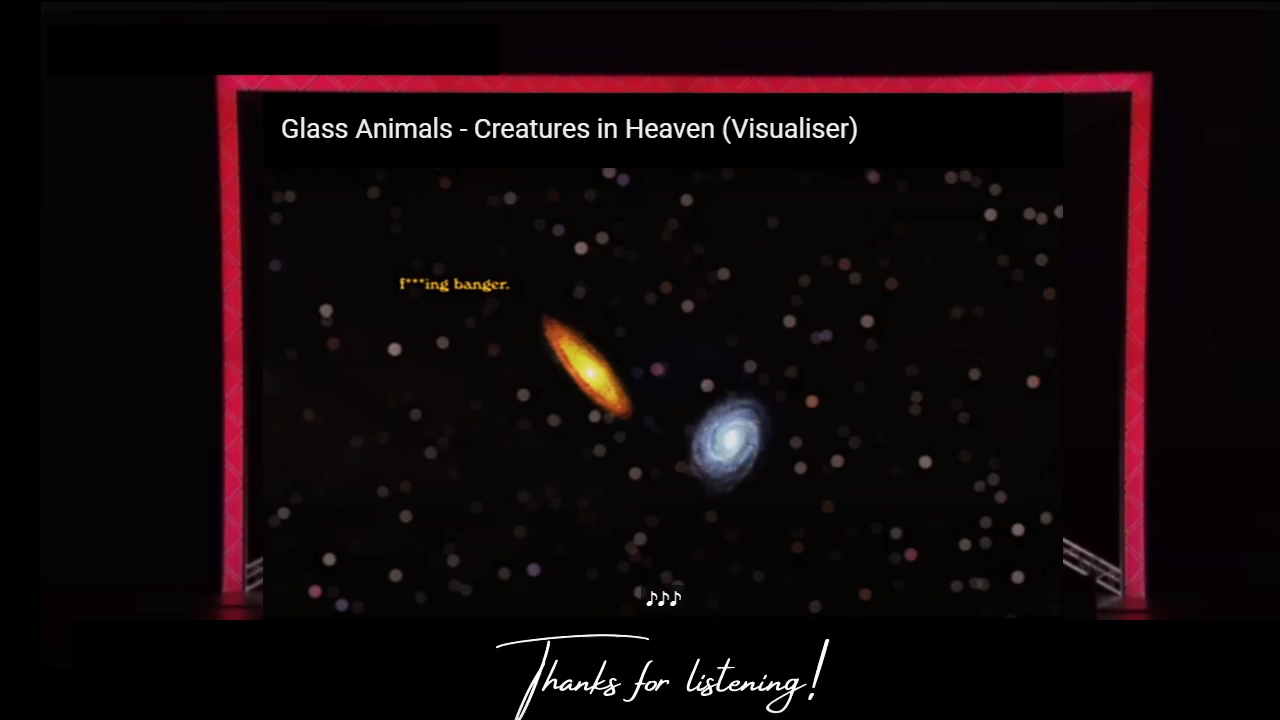 Glass Animals - Creatures in Heaven (Visualiser)
f***ing banger.
♪♪♪
Thanks for listening!